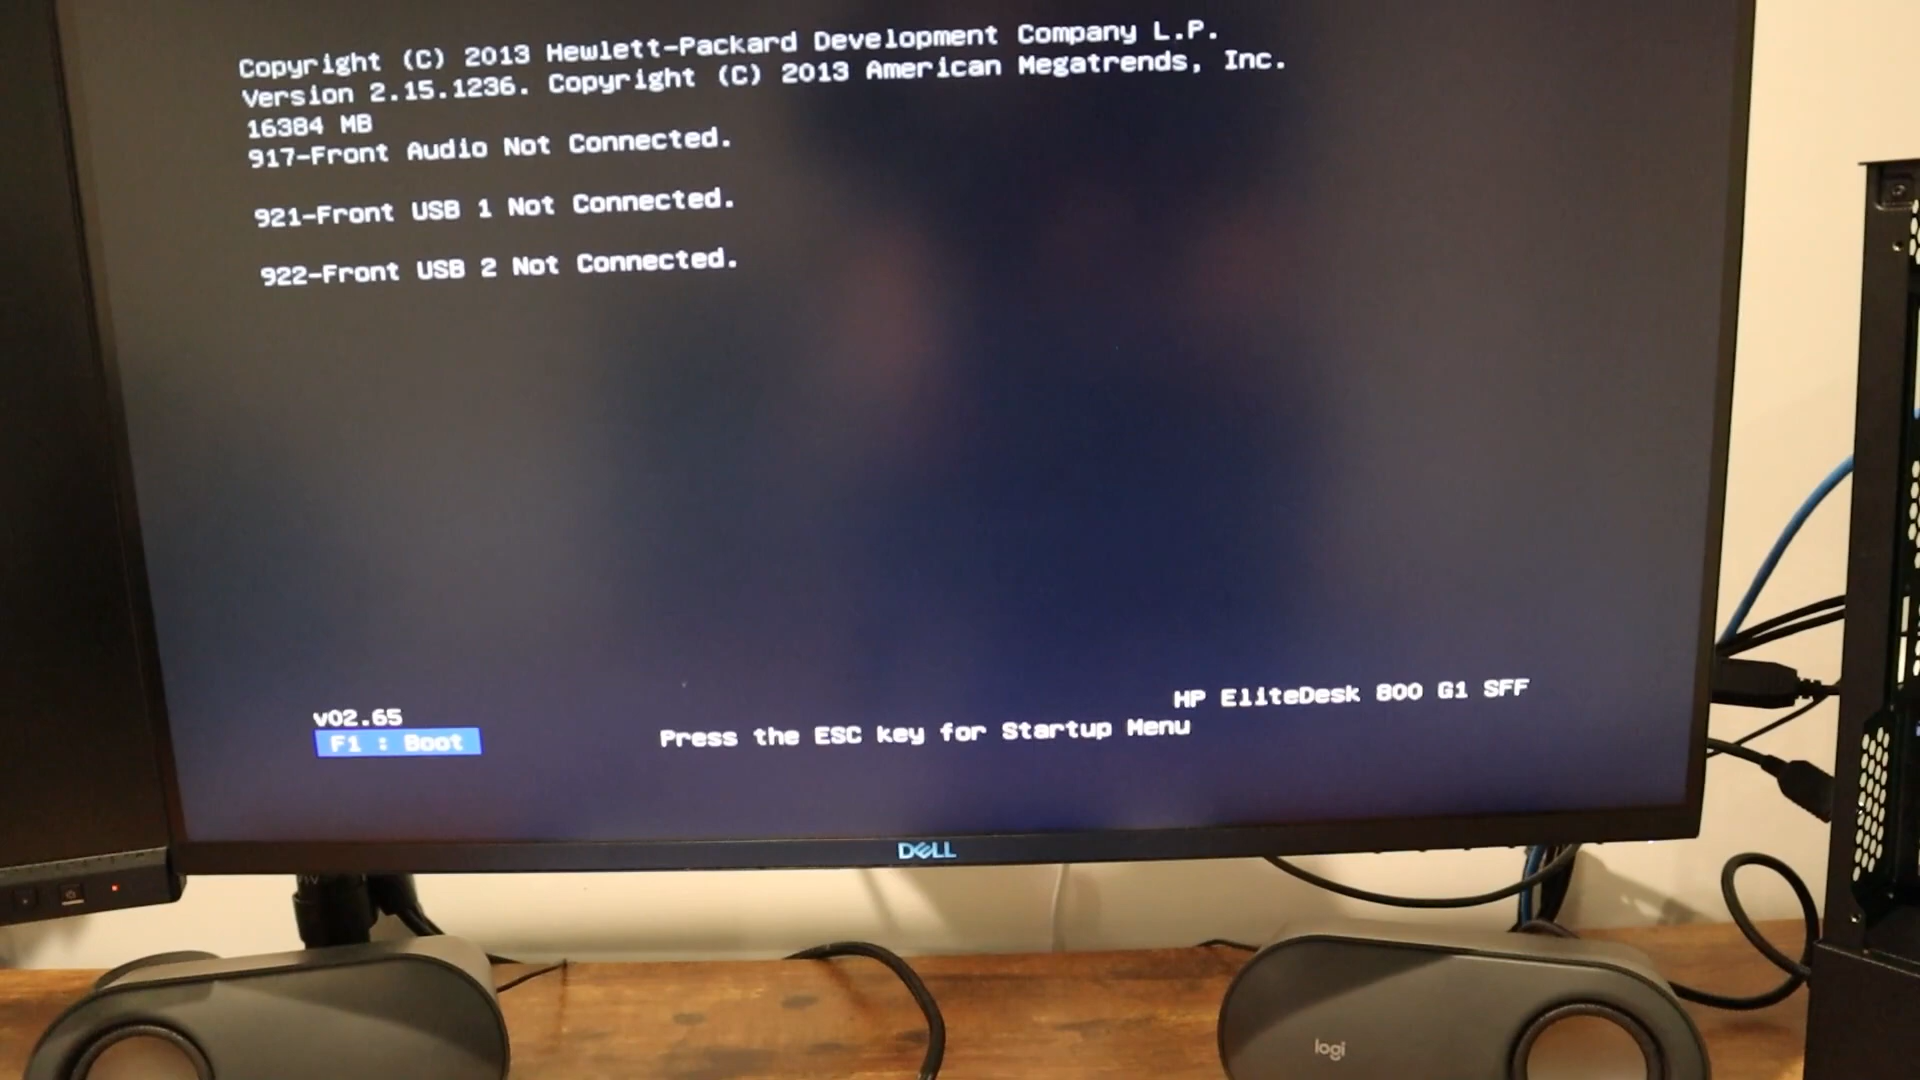 Copyright (C) 2013 Hewlett-Packard Development Company L.P.
Version 2.15.1236. Copyright (C) 2013 American Megatrends, Inc.
16384 MB
917-Front Audio Not Connected.
921-Front USB 1 Not Connected.
922-Front USB 2 Not Connected.
HP EliteDesk 800 G1 SFF
v02.65
F1 : Boot
Press the ESC key for Startup Menu
DELL
logi